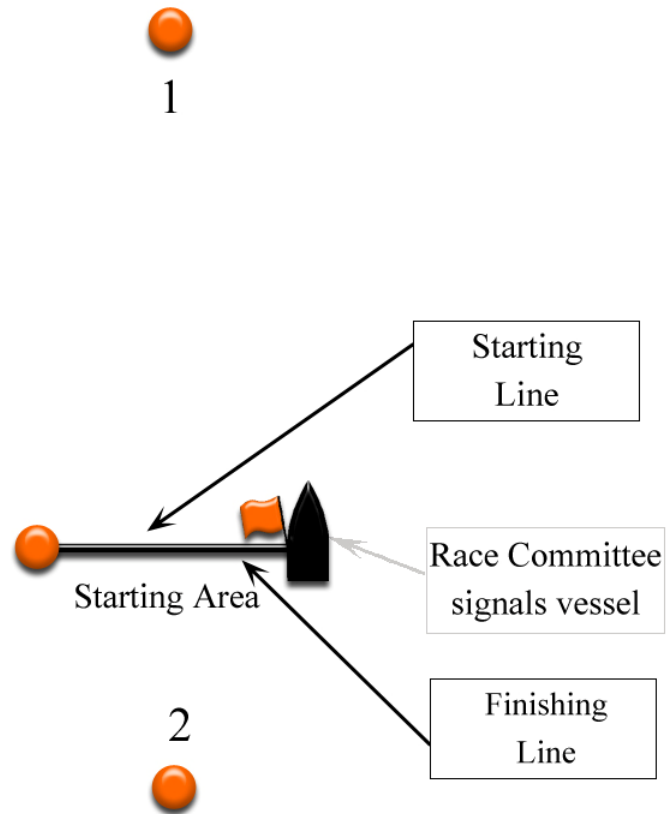 1
Starting
Line
Race Committee
signals vessel
Starting Area
Finishing
Line
2